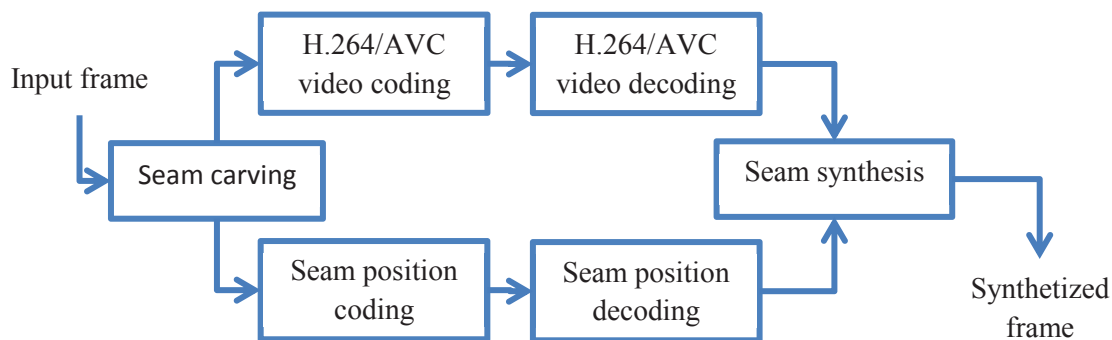 Input frame
Seam carving
H.264/AVC
video coding
H.264/AVC
video decoding
Seam position
coding
Seam position
decoding
Seam synthesis
Synthetized
frame